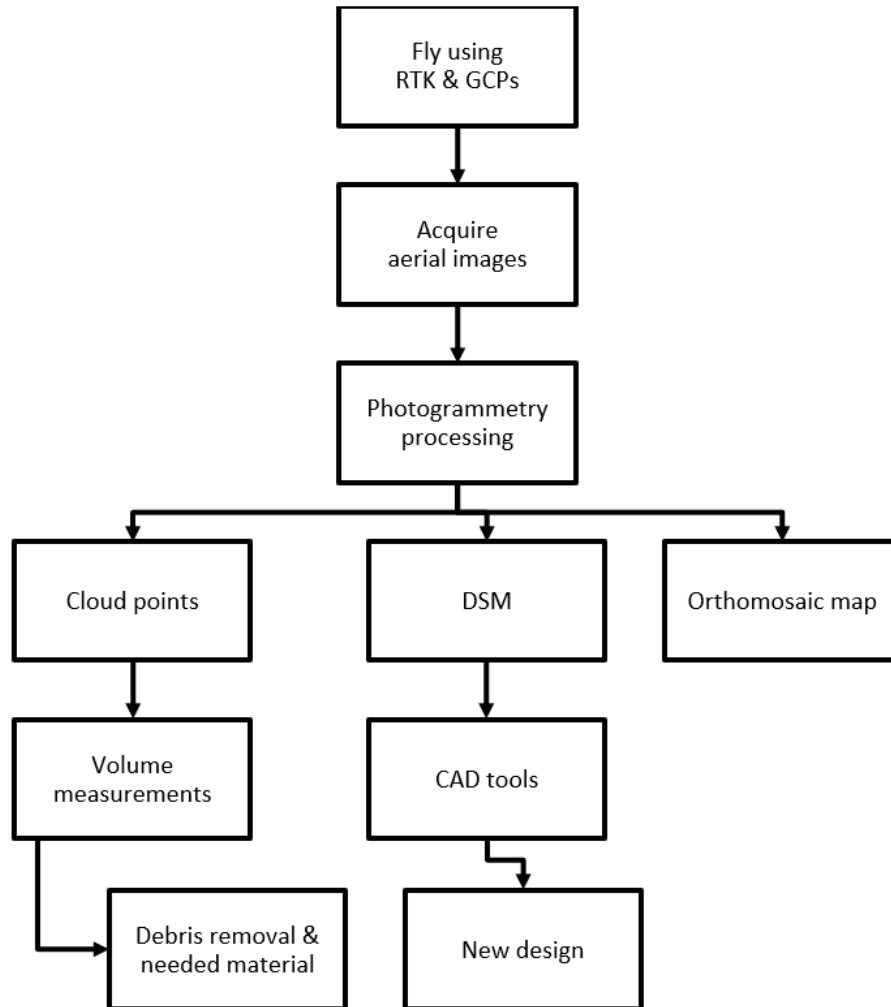 Fly using
RTK & GCPs
Acquire
aerial images
Photogrammetry
processing
Cloud points
DSM
Orthomosaic map
Volume
measurements
CAD tools
Debris removal &
needed material
New design